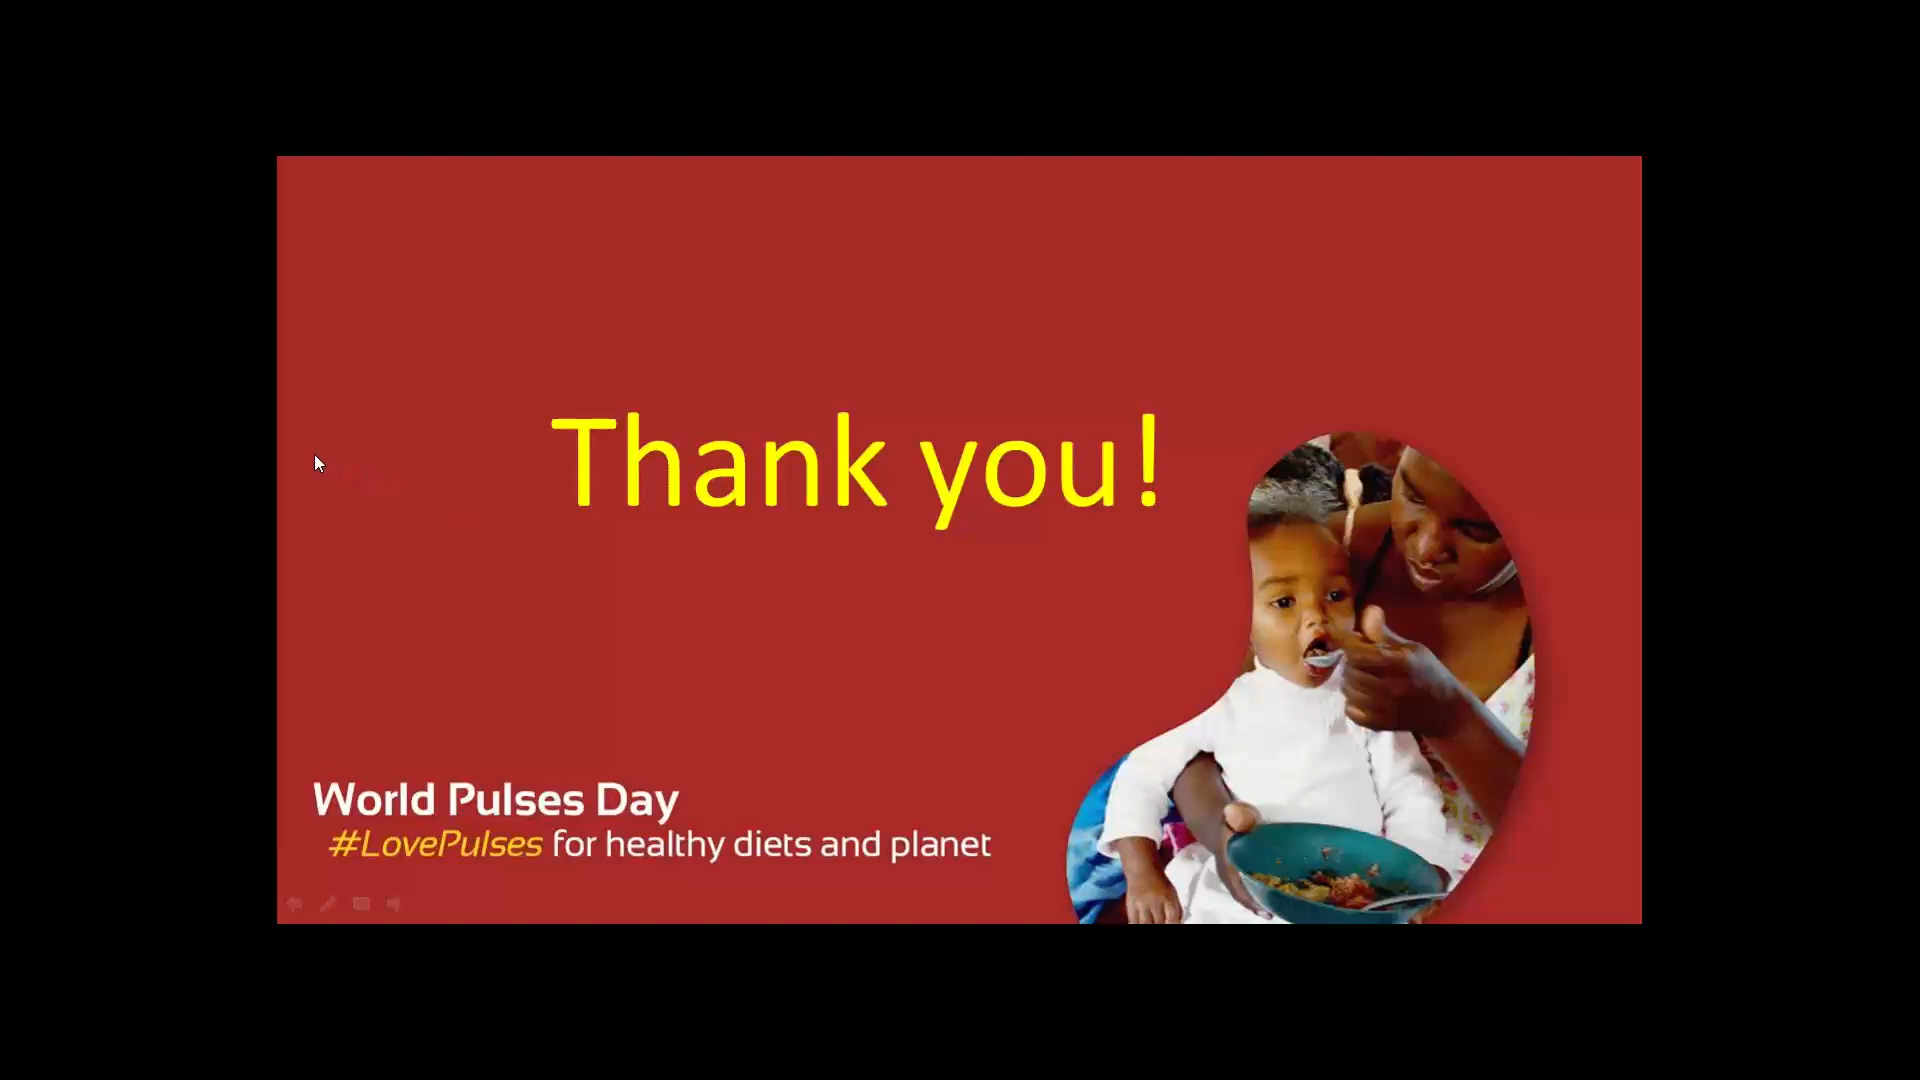 Thank you!
World Pulses Day
#LovePulses for healthy diets and planet